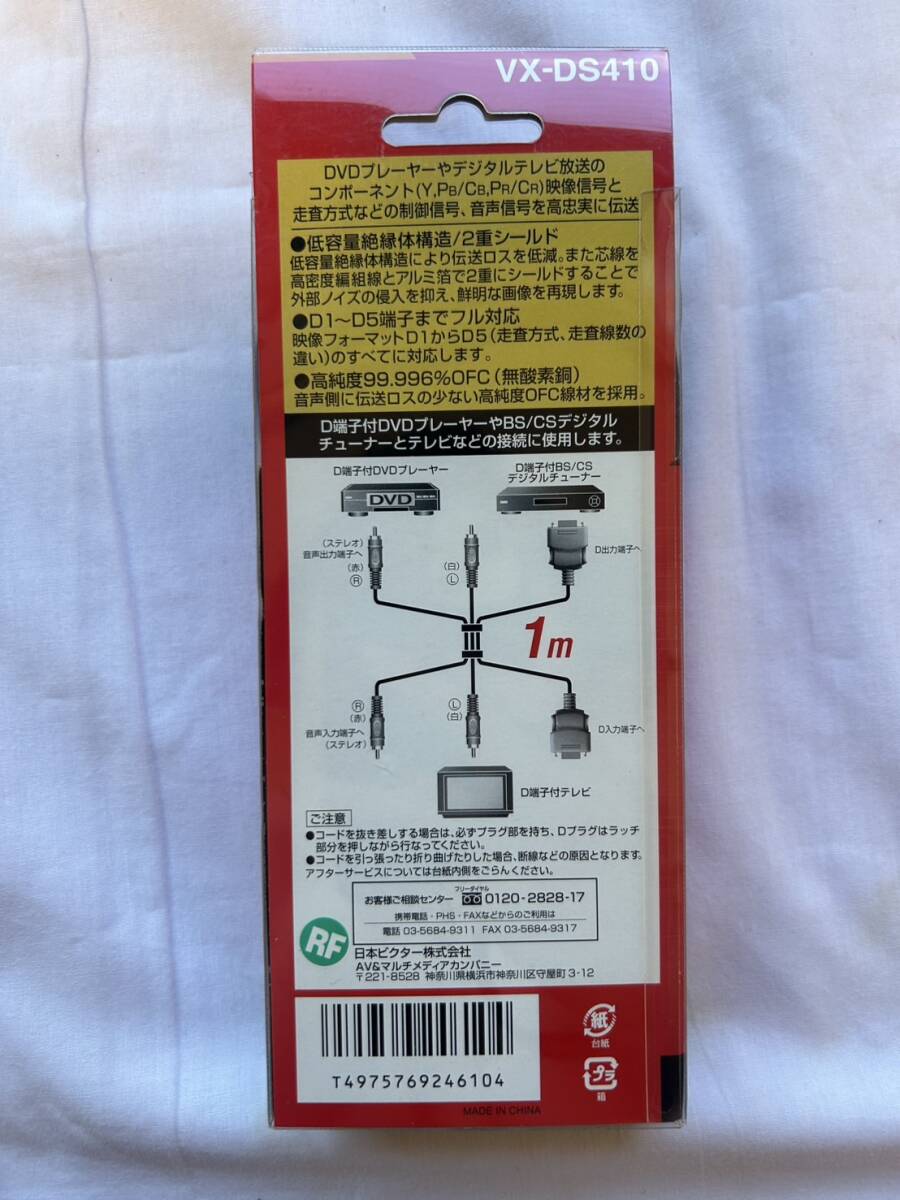 VX-DS410
DVDプレーヤーやデジタルテレビ放送の
コンポーネント(Y,PB/CB,PR/CR)映像信号と
走査方式などの制御信号、音声信号を高忠実に伝送
●低容量絶縁体構造/2重シールド
低容量絶縁体構造により伝送ロスを低減。また芯線を
高密度編組線とアルミ箔で2重にシールドすることで
外部ノイズの侵入を抑え、鮮明な画像を再現します。
●D1～D5端子までフル対応
映像フォーマットD1からD5(走査方式、走査線数の
違い)のすべてに対応します。
●高純度99.996%OFC(無酸素銅)
音声側に伝送ロスの少ない高純度OFC線材を採用。
D端子付DVDプレーヤーやBS/CSデジタル
チューナーとテレビなどの接続に使用します。
D端子付DVDプレーヤー
D端子付BS/CS
デジタルチューナー
DVD
(ステレオ)
音声出力端子へ
(赤)
Ⓡ
(白)
Ⓛ
D出力端子へ
1m
Ⓡ
(赤)
音声入力端子へ
(ステレオ)
Ⓛ
(白)
D入力端子へ
D端子付テレビ
ご注意
●コードを抜き差しする場合は、必ずプラグ部を持ち、Dプラグはラッチ
部分を押しながら行なってください。
●コードを引っ張ったり折り曲げたりした場合、断線などの原因となります。
アフターサービスについては台紙内側をごらんください。
フリーダイヤル
お客様ご相談センター 0120-2828-17
携帯電話・PHS・FAXなどからのご利用は
電話 03-5684-9311 FAX 03-5684-9317
RF
日本ビクター株式会社
AV&マルチメディアカンパニー
〒221-8528 神奈川県横浜市神奈川区守屋町3-12
紙
台紙
プラ
箱
T4975769246104
MADE IN CHINA